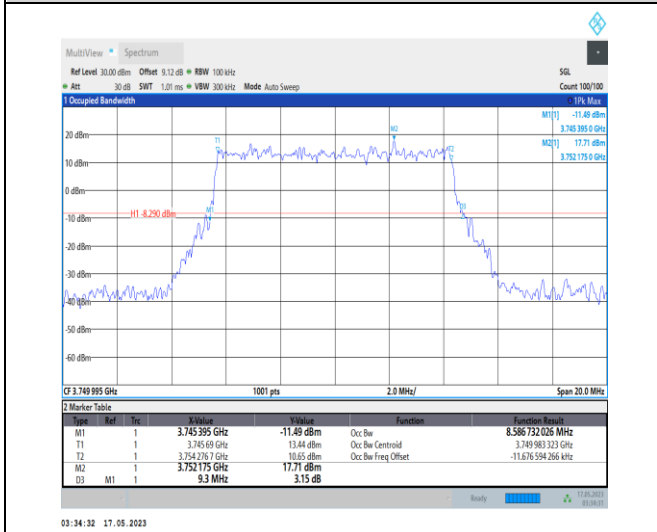 MultiView Spectrum
Ref Level 30.00 dBm Offset 9.12 dB RBW 100 kHz SGL
Att 30 dB SWT 1.01 ms VBW 300 kHz Mode Auto Sweep Count 100/100
1 Occupied Bandwidth 1Pk Max
M1[1] -11.49 dBm
3.745 395 0 GHz
M2[1] 17.71 dBm
3.752 175 0 GHz
20 dBm
T1
M2
T2
10 dBm
0 dBm
M1
D3
H1 -8.290 dBm
-10 dBm
-20 dBm
-30 dBm
-40 dBm
-50 dBm
-60 dBm
CF 3.749 995 GHz 1001 pts 2.0 MHz/ Span 20.0 MHz
2 Marker Table
Type Ref Trc X-Value Y-Value Function Function Result
M1 1 3.745 395 GHz -11.49 dBm Occ Bw 8.586 732 026 MHz
T1 1 3.745 69 GHz 13.44 dBm Occ Bw Centroid 3.749 983 323 GHz
T2 1 3.754 276 7 GHz 10.65 dBm Occ Bw Freq Offset -11.676 594 266 kHz
M2 1 3.752 175 GHz 17.71 dBm
D3 M1 1 9.3 MHz 3.15 dB
Ready 17.05.2023
03:34:31
03:34:32 17.05.2023